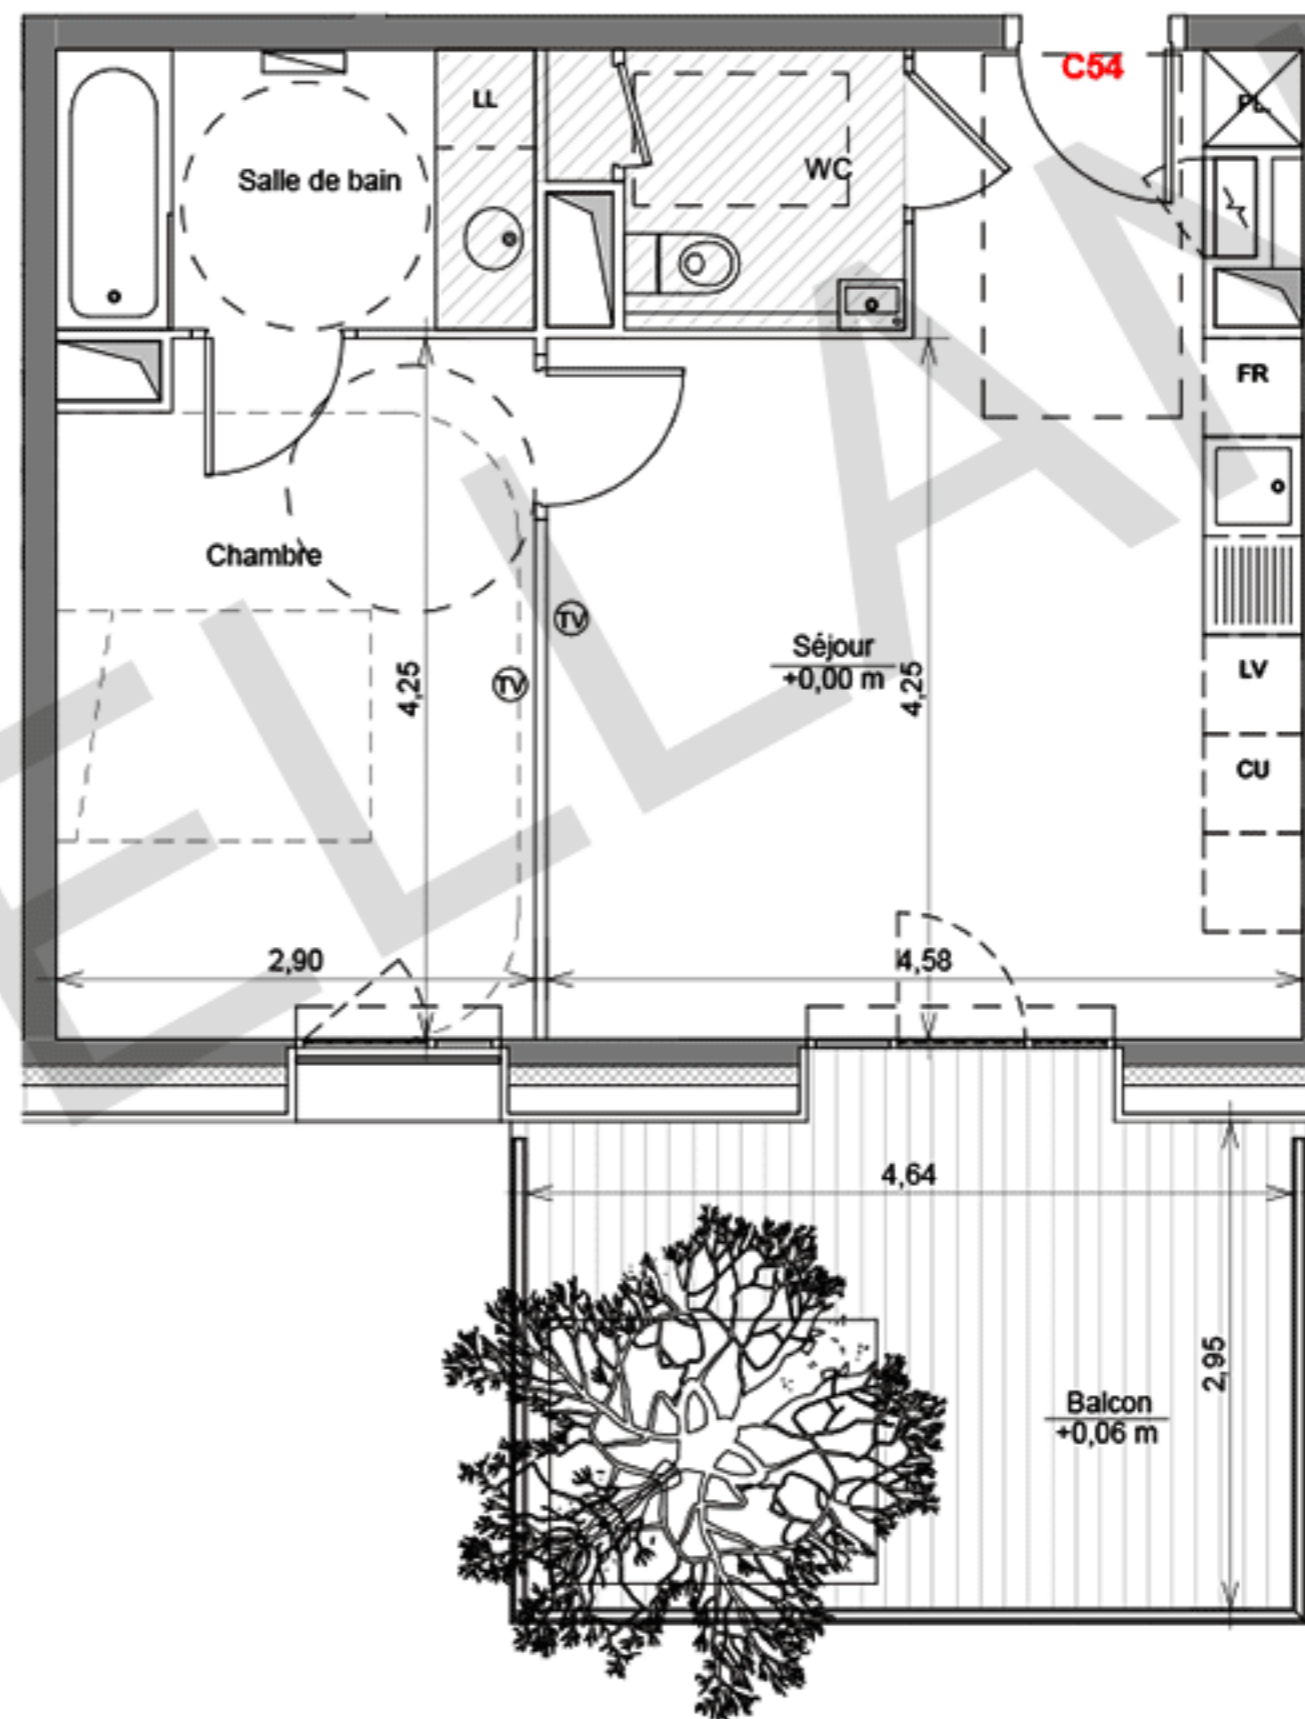 C54
PL.
LL
Salle de bain
WC
FR
Chambre
TV
Séjour
+0,00 m
TV
4,25
4,25
LV
CU
2,90
4,58
4,64
2,95
Balcon
+0,06 m